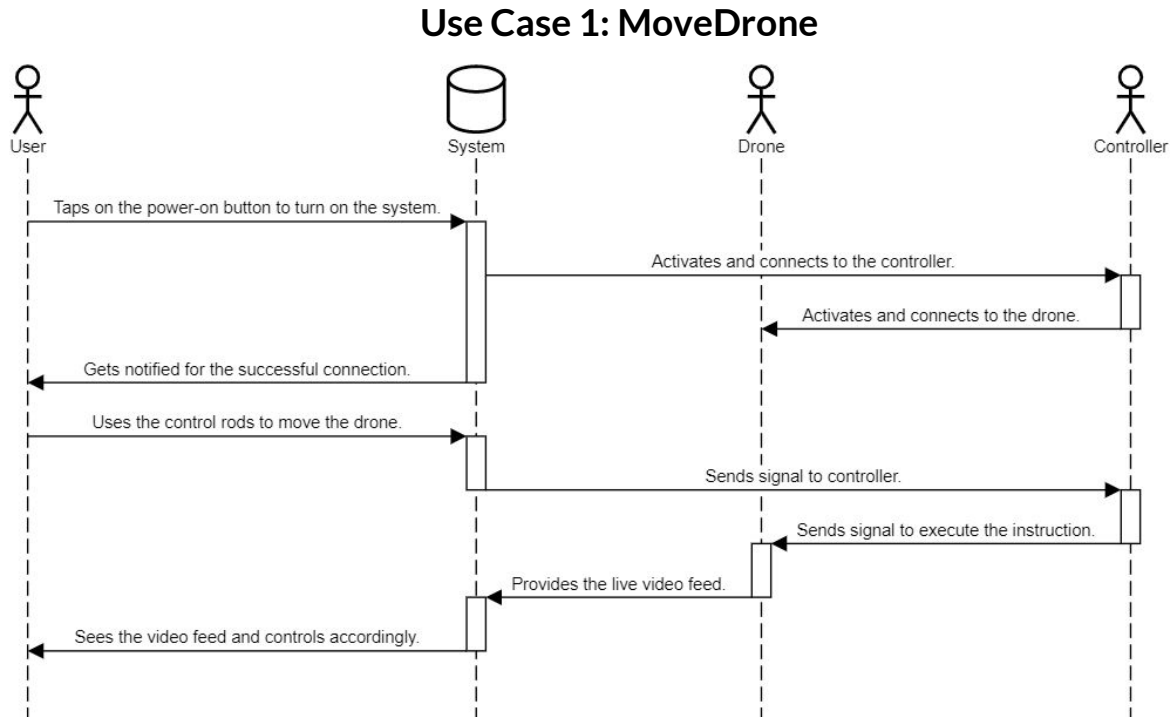 Use Case 1: MoveDrone
User
System
Drone
Controller
Taps on the power-on button to turn on the system.
Activates and connects to the controller.
Activates and connects to the drone.
Gets notified for the successful connection.
Uses the control rods to move the drone.
Sends signal to controller.
Sends signal to execute the instruction.
Provides the live video feed.
Sees the video feed and controls accordingly.